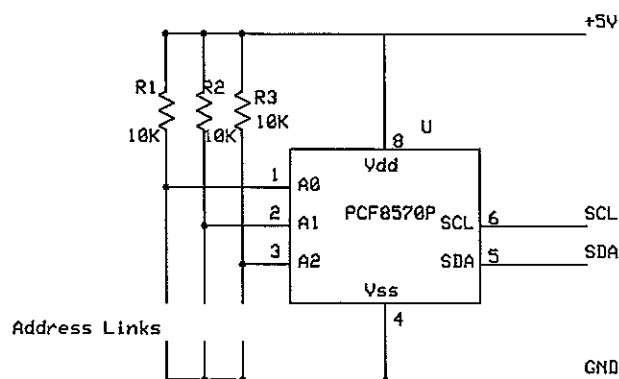 +5V
R1
R2
R3
10K
10K
10K
U
8
Vdd
1
A0
PCF8570P
2
A1
SCL
6
SCL
3
A2
SDA
5
SDA
Vss
4
Address Links
GND